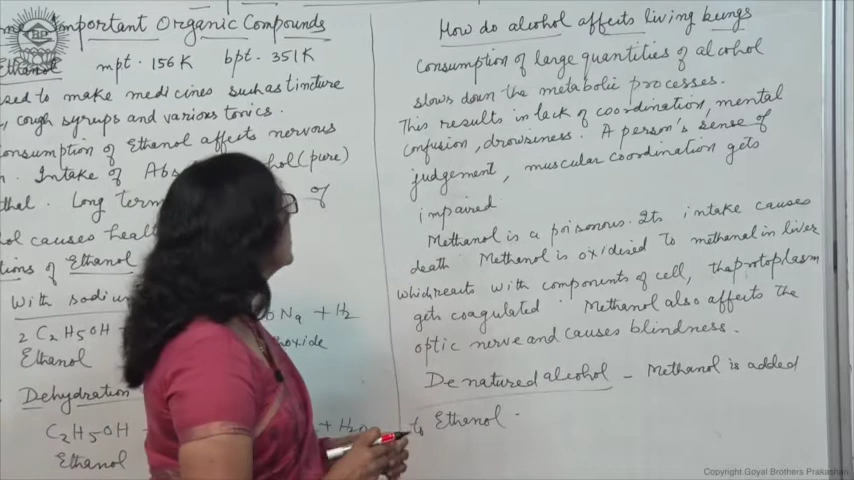 Important Organic Compounds
Ethanol mpt. 156K bpt. 351K
used to make medicines such as tincture
, cough syrups and various tonics.
Consumption of Ethanol affects nervous
. Intake of Abs hol (pure)
thal. Long term of
ol causes heal
tions of Ethanol
With sodiu
2 C2H5OH Na + H2
Ethanol oxide
Dehydration
C2H5OH + H2O
Ethanol
How do alcohol affects living beings
Consumption of large quantities of alcohol
slows down the metabolic processes.
This results in lack of coordination, mental
confusion, drowsiness. A person's sense of
judgement, muscular coordination gets
impaired
Methanol is a poisonous. Its intake causes
death. Methanol is oxidised to methenal in liver
which reacts with components of cell, the protoplasm
gets coagulated. Methanol also affects the
optic nerve and causes blindness.
Denatured alcohol - Methanol is added
to Ethanol.
Copyright.Goyal Brothers Prakashan